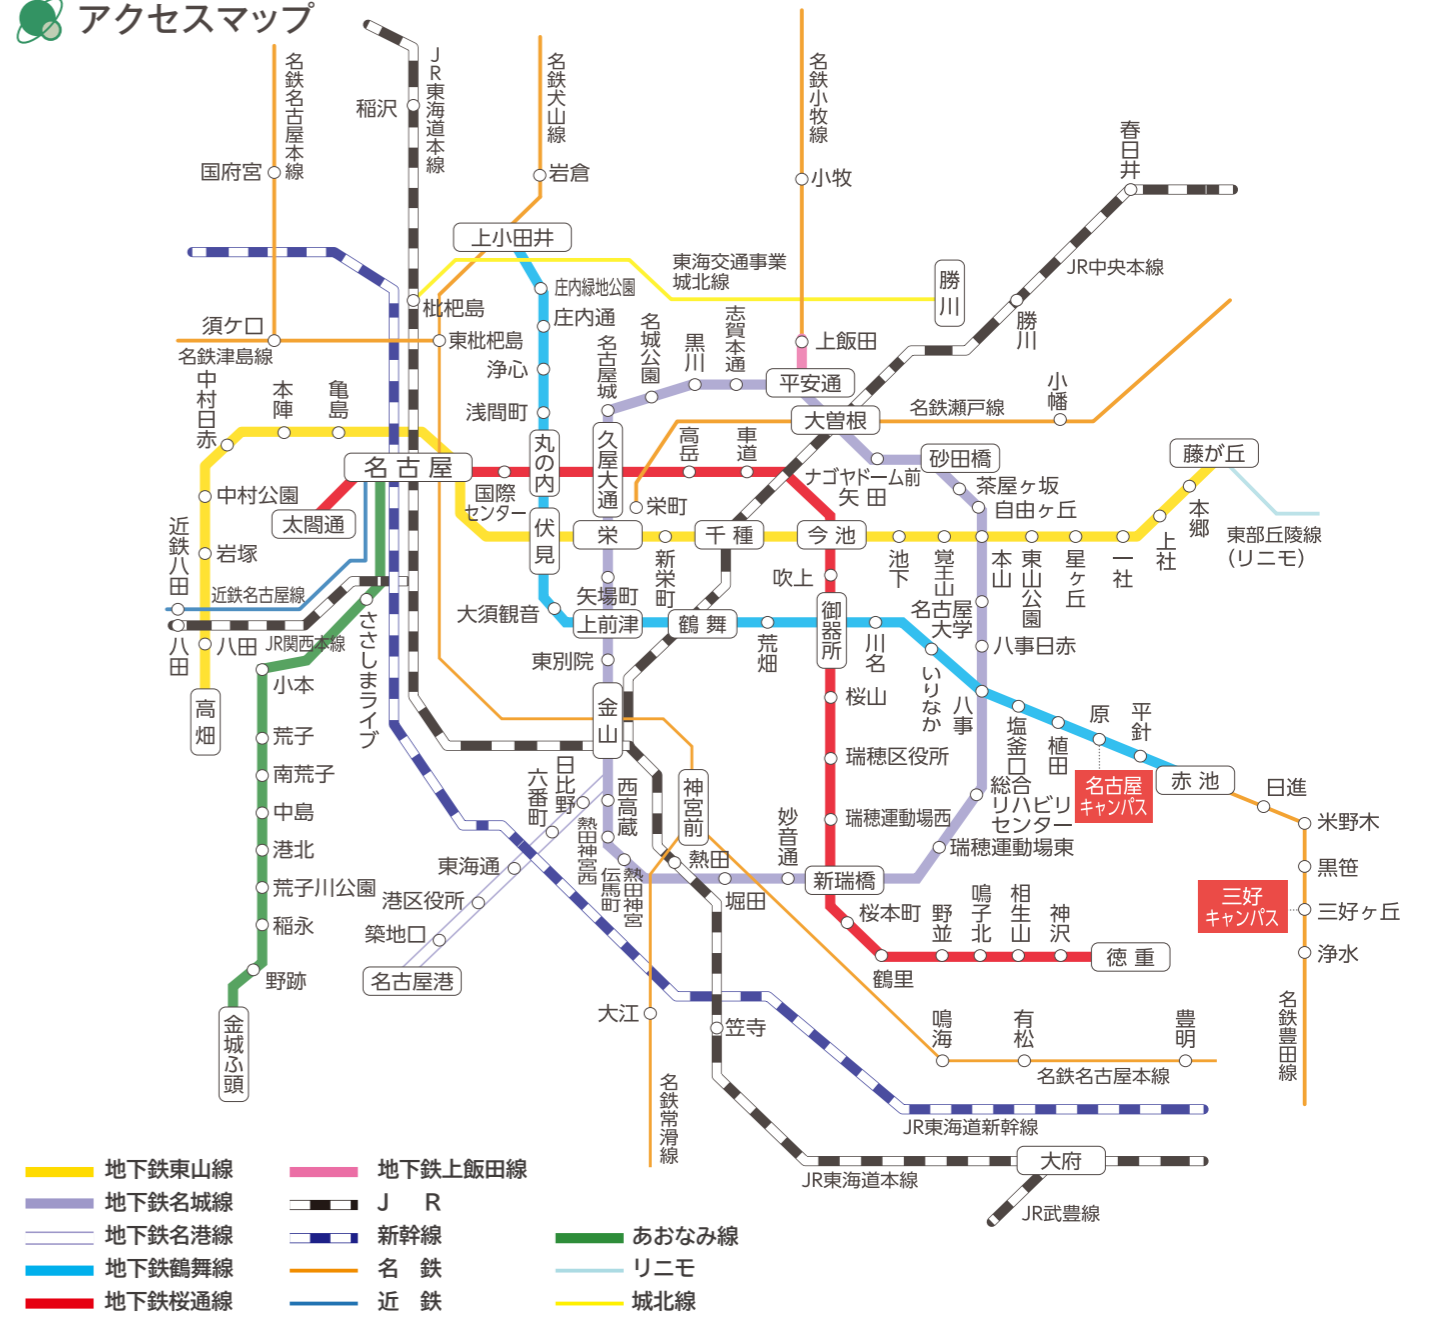 アクセスマップ
名鉄名古屋本線
国府宮
稲沢
JR東海道本線
名鉄犬山線
岩倉
名鉄小牧線
小牧
春日井
上小田井
東海交通事業
城北線
勝川
JR中央本線
庄内緑地公園
枇杷島
庄内通
須ケ口
東枇杷島
名鉄津島線
浄心
名古屋城
名城公園
黒川
志賀本通
上飯田
勝川
中村日赤
本陣
亀島
浅間町
平安通
小幡
名鉄瀬戸線
大曽根
丸の内
久屋大通
高岳
車道
砂田橋
藤が丘
名古屋
ナゴヤドーム前
矢田
茶屋ヶ坂
中村公園
国際
センター
栄町
自由ヶ丘
本郷
太閤通
東部丘陵線
(リニモ)
近鉄八田
岩塚
伏見
栄
新栄町
千種
今池
池下
覚王山
本山
東山公園
星ヶ丘
一社
上社
近鉄名古屋線
矢場町
吹上
名古屋
大学
大須観音
上前津
鶴舞
荒畑
御器所
川名
八田
八田
JR関西本線
ささしまライブ
東別院
いりなか
八事日赤
小本
高畑
金山
桜山
八事
塩釜口
植田
原
平針
荒子
瑞穂区役所
名古屋
キャンパス
赤池
南荒子
日比野
六番町
西高蔵
神宮前
総合
リハビリ
センター
日進
中島
熱田神宮西
妙音通
瑞穂運動場西
米野木
港北
東海通
熱田
瑞穂運動場東
黒笹
荒子川公園
港区役所
伝馬町
熱田神宮
堀田
新瑞橋
三好
キャンパス
三好ヶ丘
稲永
築地口
桜本町
野並
鳴子北
相生山
神沢
浄水
野跡
名古屋港
鶴里
徳重
金城ふ頭
大江
笠寺
鳴海
有松
豊明
名鉄豊田線
名鉄名古屋本線
名鉄常滑線
JR東海道新幹線
JR東海道本線
大府
JR武豊線
地下鉄東山線
地下鉄上飯田線
地下鉄名城線
J R
地下鉄名港線
新幹線
あおなみ線
地下鉄鶴舞線
名 鉄
リニモ
地下鉄桜通線
近 鉄
城北線